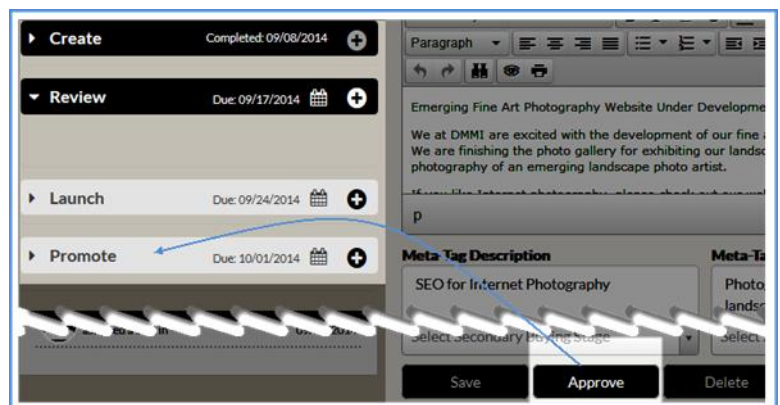 Create Completed: 09/08/2014
Review Due: 09/17/2014
Launch Due: 09/24/2014
Promote Due: 10/01/2014
Paragraph
Emerging Fine Art Photography Website Under Developme
We at DMMI are excited with the development of our fine
We are finishing the photo gallery for exhibiting our landsc
photography of an emerging landscape photo artist.
p
Meta-Tag Description Meta-Ta
SEO for Internet Photography Photo
landsc
Select Secondary Buying Stage Select
Save Approve Delete